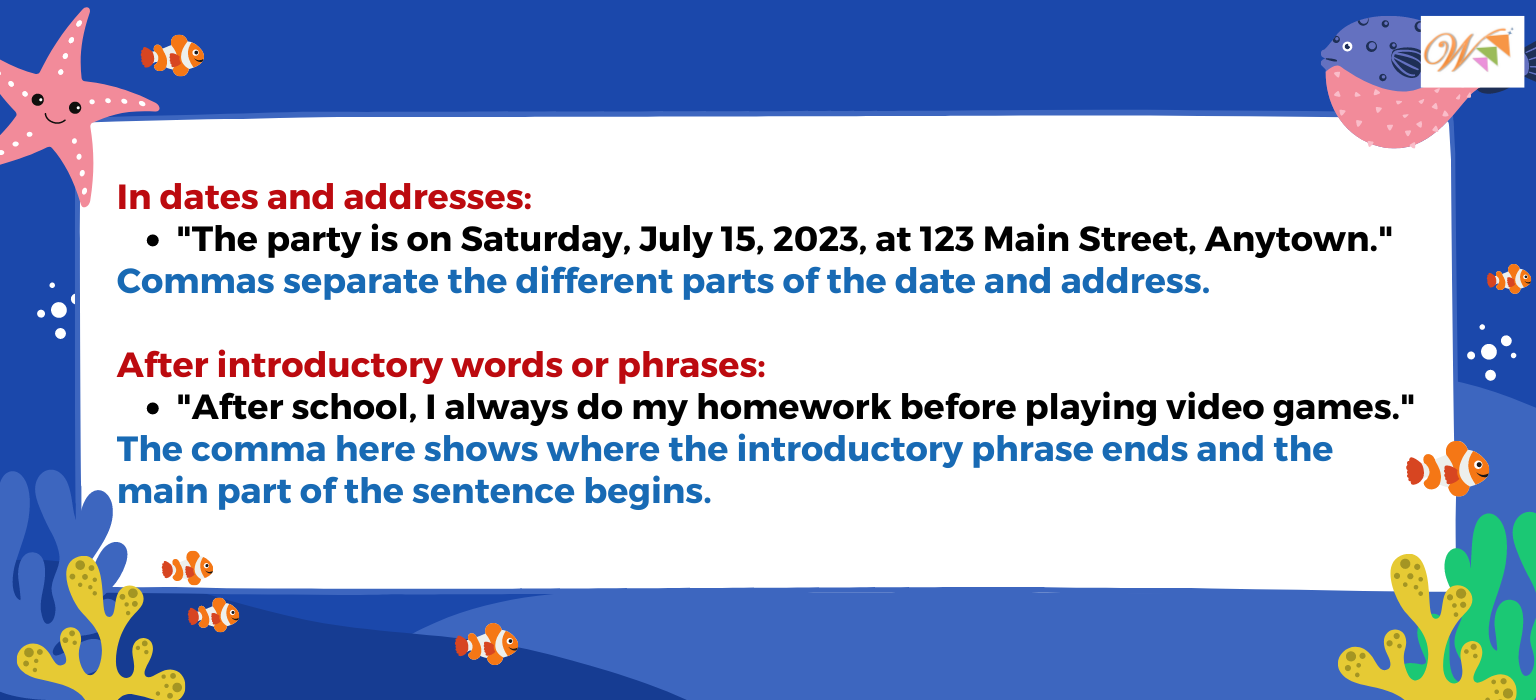 W
In dates and addresses:
• "The party is on Saturday, July 15, 2023, at 123 Main Street, Anytown."
Commas separate the different parts of the date and address.
After introductory words or phrases:
• "After school, I always do my homework before playing video games."
The comma here shows where the introductory phrase ends and the
main part of the sentence begins.